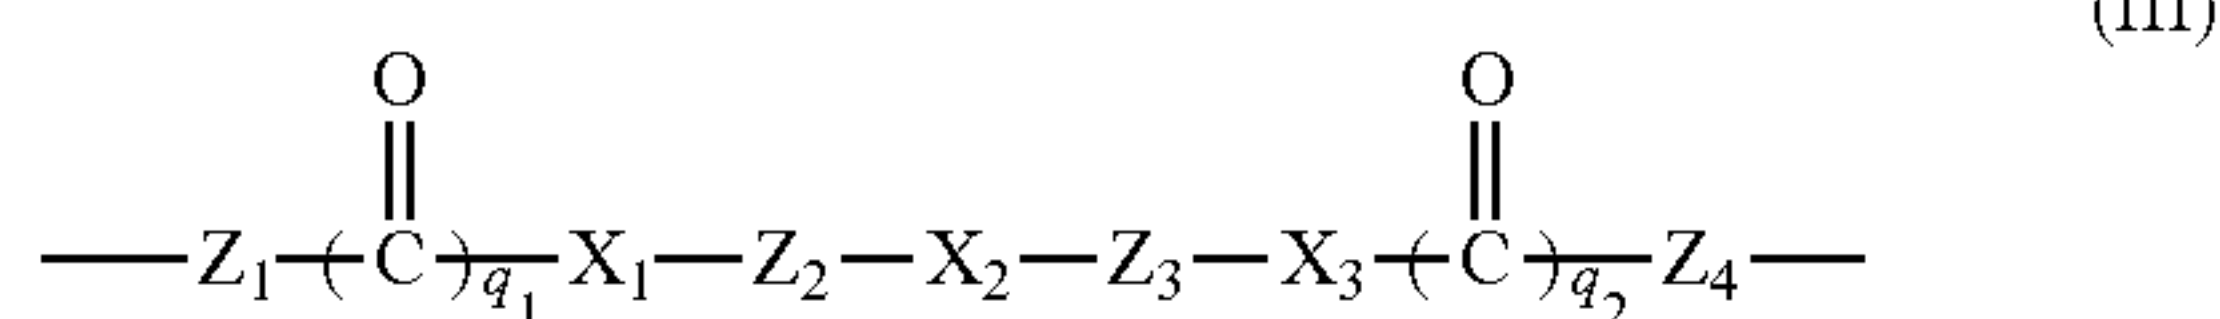 (III)
O O
—Z₁—(C)q₁—X₁—Z₂—X₂—Z₃—X₃—(C)q₂—Z₄—